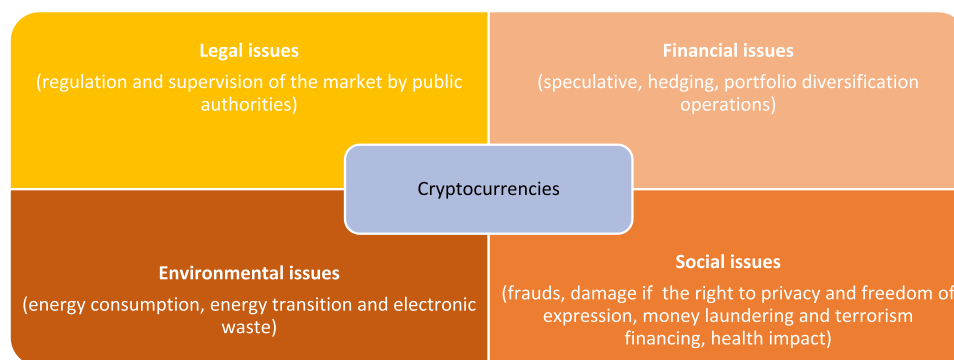 Legal issues
(regulation and supervision of the market by public
authorities)
Financial issues
(speculative, hedging, portfolio diversification
operations)
Cryptocurrencies
Environmental issues
(energy consumption, energy transition and electronic
waste)
Social issues
(frauds, damage if  the right to privacy and freedom of
expression, money laundering and terrorism
financing, health impact)